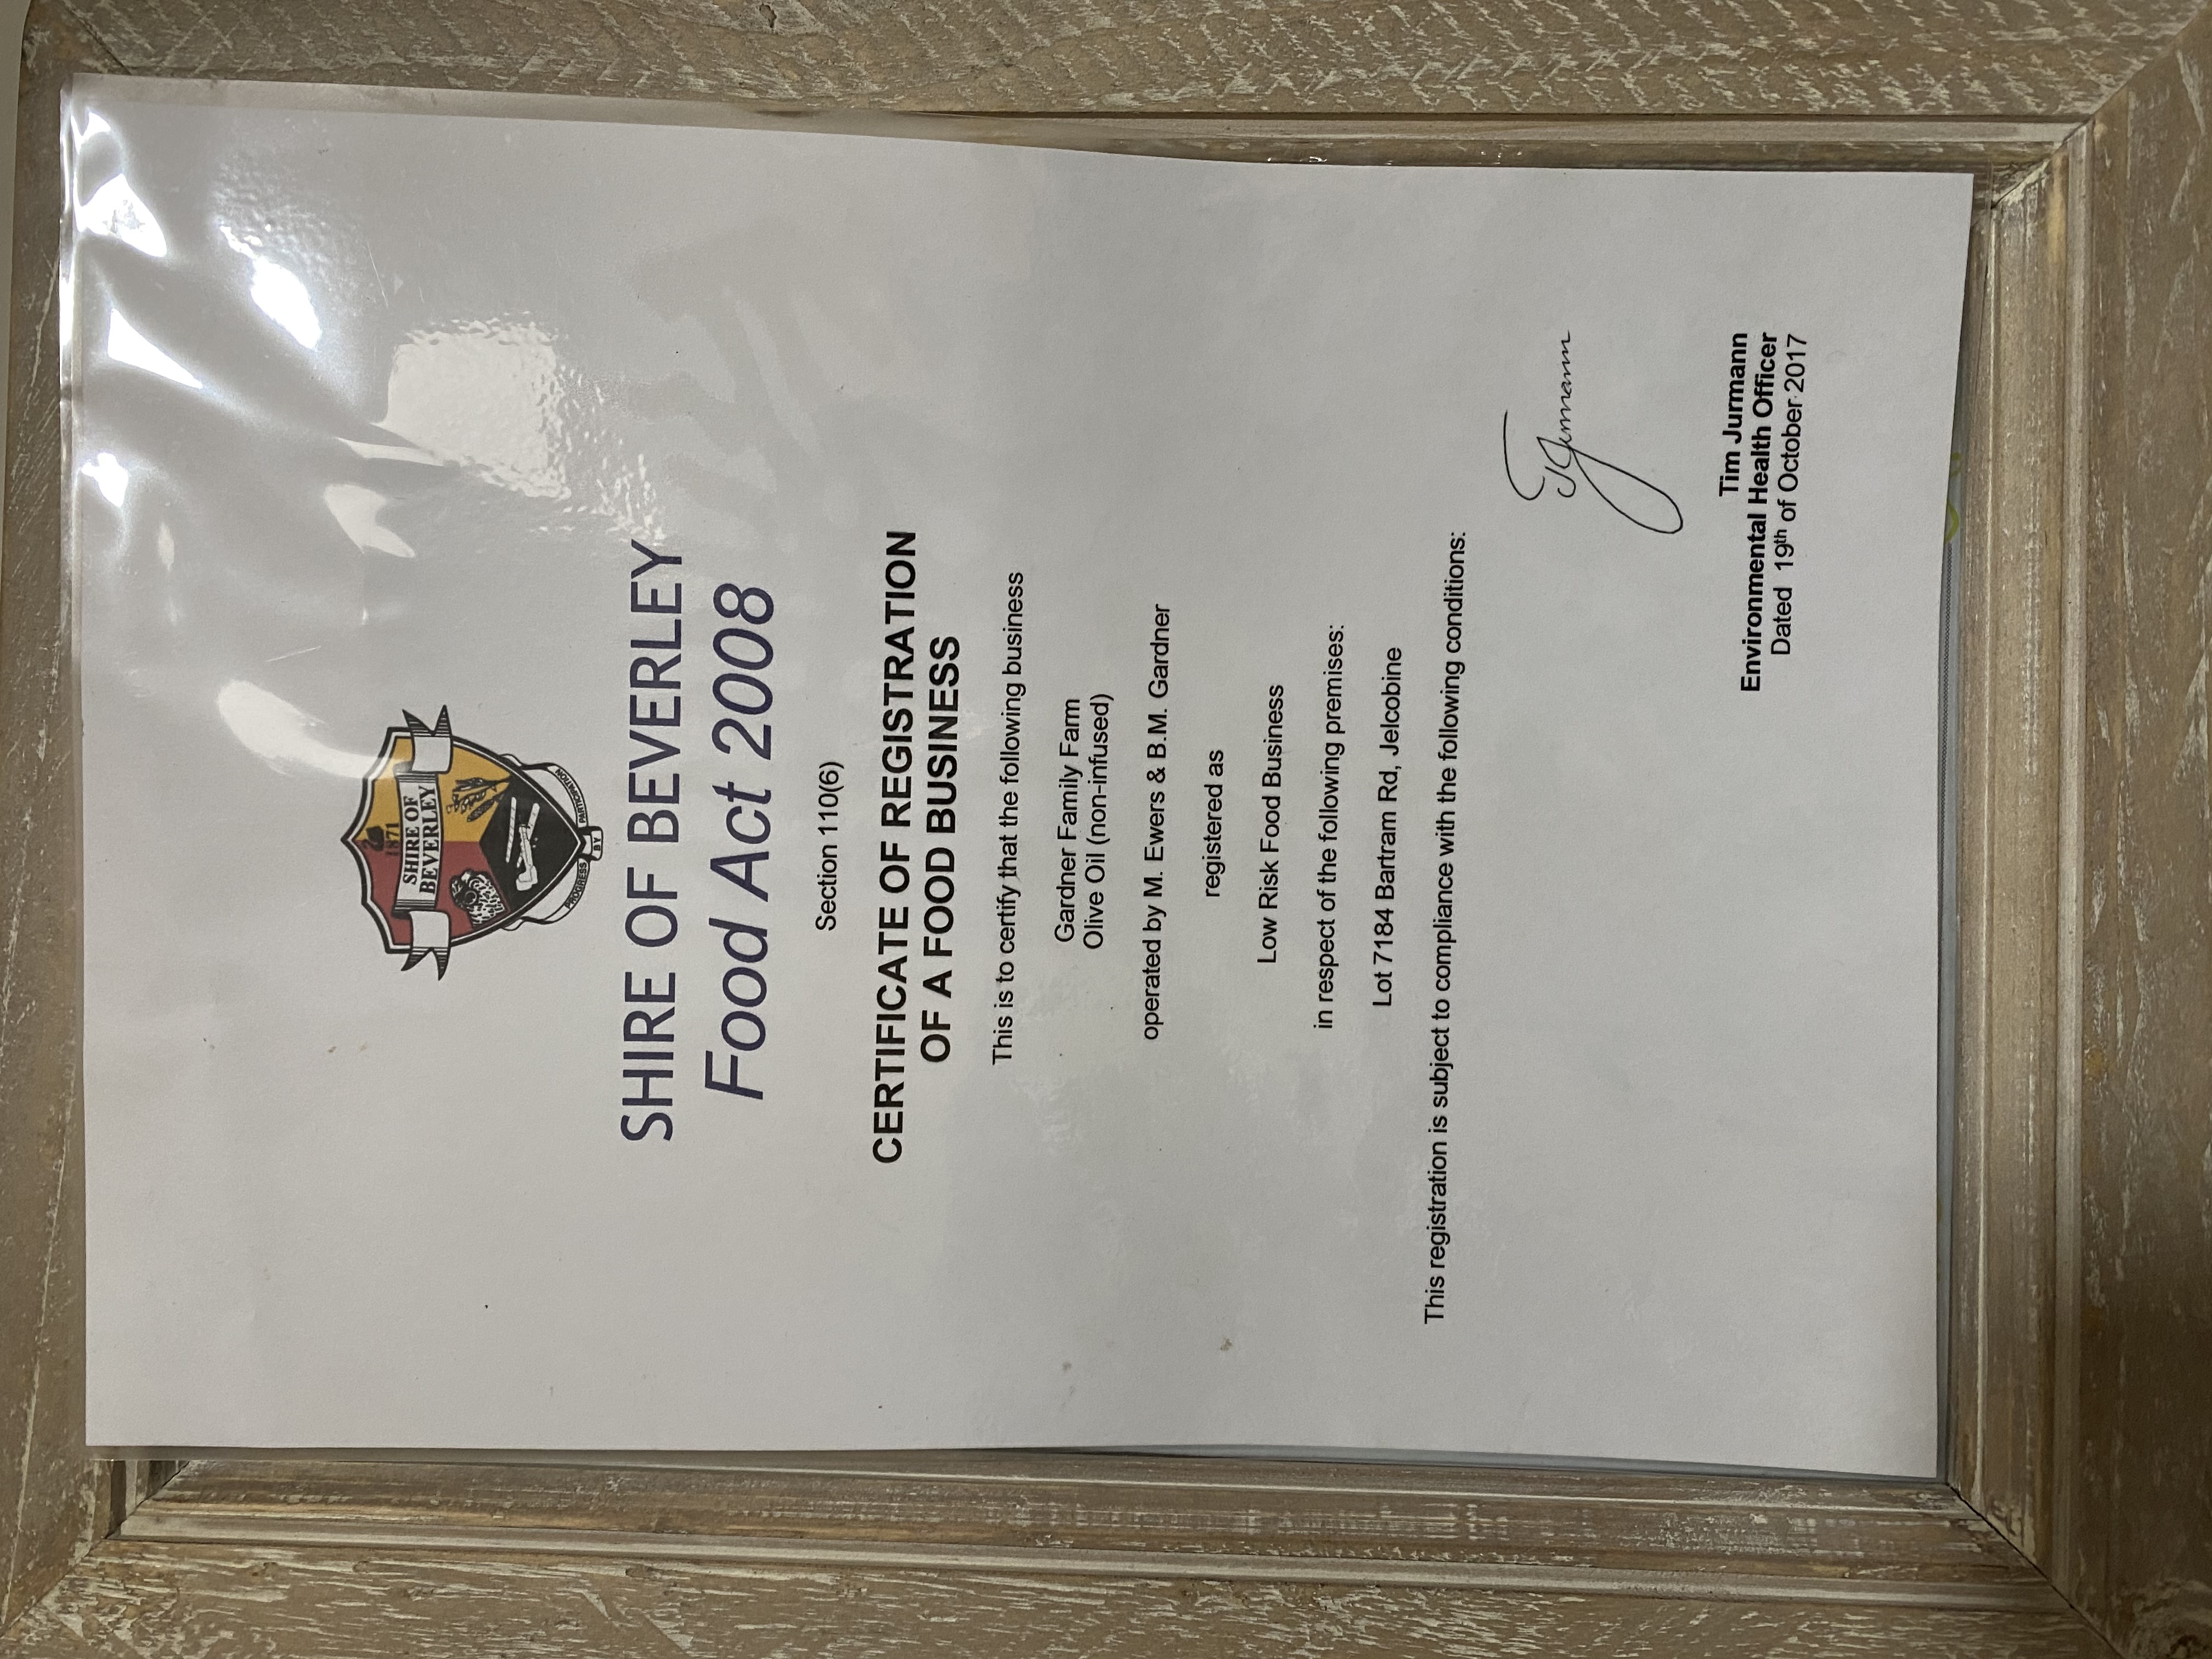 1871
SHIRE OF
BEVERLEY
PROGRESS BY PARTICIPATION
SHIRE OF BEVERLEY
Food Act 2008
Section 110(6)
CERTIFICATE OF REGISTRATION
OF A FOOD BUSINESS
This is to certify that the following business
Gardner Family Farm
Olive Oil (non-infused)
operated by M. Ewers & B.M. Gardner
registered as
Low Risk Food Business
in respect of the following premises:
Lot 7184 Bartram Rd, Jelcobine
This registration is subject to compliance with the following conditions:
TJurmann
Tim Jurmann
Environmental Health Officer
Dated 19th of October 2017